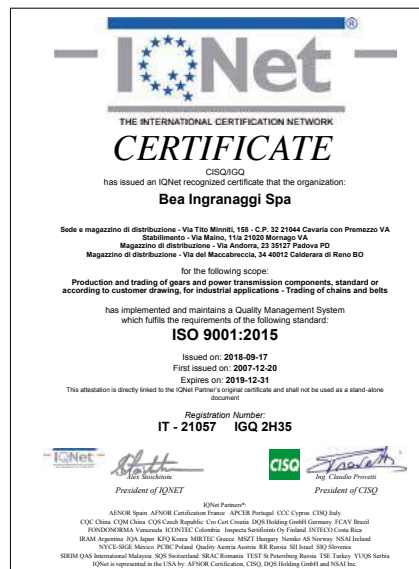 IQNet ®
THE INTERNATIONAL CERTIFICATION NETWORK
CERTIFICATE
CISQ/IGQ
has issued an IQNet recognized certificate that the organization:
Bea Ingranaggi Spa
Sede e magazzino di distribuzione - Via Tito Minniti, 158 - C.P. 32 21044 Cavaria con Premezzo VA
Stabilimento - Via Maino, 11/a 21020 Mornago VA
Magazzino di distribuzione - Via Andorra, 23 35127 Padova PD
Magazzino di distribuzione - Via del Maccabreccia, 34 40012 Calderara di Reno BO
for the following scope:
Production and trading of gears and power transmission components, standard or
according to customer drawing, for industrial applications - Trading of chains and belts
has implemented and maintains a Quality Management System
which fulfils the requirements of the following standard:
ISO 9001:2015
Issued on: 2018-09-17
First issued on: 2007-12-20
Expires on: 2019-12-31
This attestation is directly linked to the IQNet Partner's original certificate and shall not be used as a stand-alone
document
Registration Number:
IT - 21057 IGQ 2H35
IQNet
CISQ
Alex Stoichitoiu
Ing. Claudio Provetti
President of IQNET
President of CISQ
IQNet Partners*:
AENOR Spain AFNOR Certification France APCER Portugal CCC Cyprus CISQ Italy
CQC China CQM China CQS Czech Republic Cro Cert Croatia DQS Holding GmbH Germany FCAV Brazil
FONDONORMA Venezuela ICONTEC Colombia Inspecta Sertifiointi Oy Finland INTECO Costa Rica
IRAM Argentina JQA Japan KFQ Korea MIRTEC Greece MSZT Hungary Nemko AS Norway NSAI Ireland
NYCE-SIGE México PCBC Poland Quality Austria Austria RR Russia SII Israel SIQ Slovenia
SIRIM QAS International Malaysia SQS Switzerland SRAC Romania TEST St Petersburg Russia TSE Turkey YUQS Serbia
IQNet is represented in the USA by: AFNOR Certification, CISQ, DQS Holding GmbH and NSAI Inc.